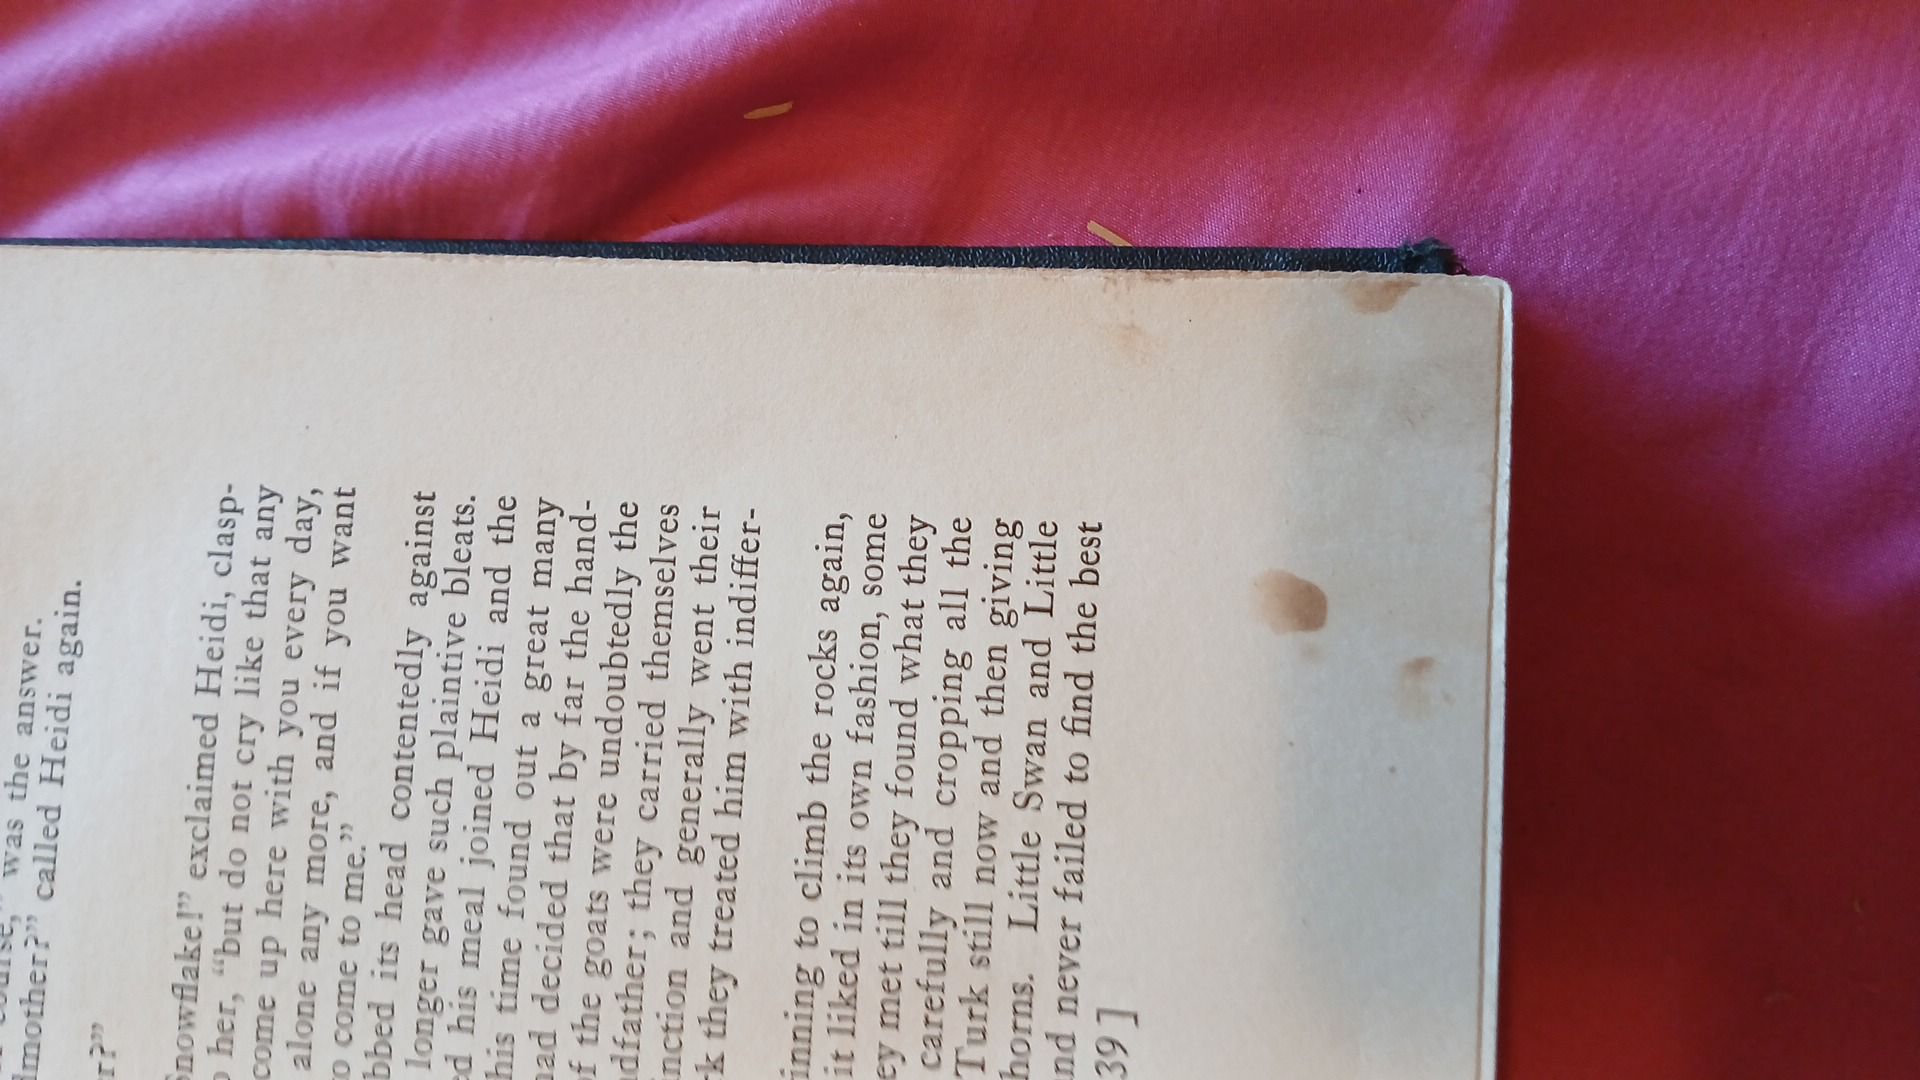 was the answer.
called Heidi again.
exclaimed Heidi, clasp-
her, “but do not cry like that any
come up here with you every day,
alone any more, and if you want
come to me.”
its head contentedly against
longer gave such plaintive bleats.
his meal joined Heidi and the
time found out a great many
decided that by far the hand-
the goats were undoubtedly the
they carried themselves
and generally went their
they treated him with indiffer-
to climb the rocks again,
it liked in its own fashion, some
met till they found what they
carefully and cropping all the
Turk still now and then giving
horns. Little Swan and Little
never failed to find the best
39 ]